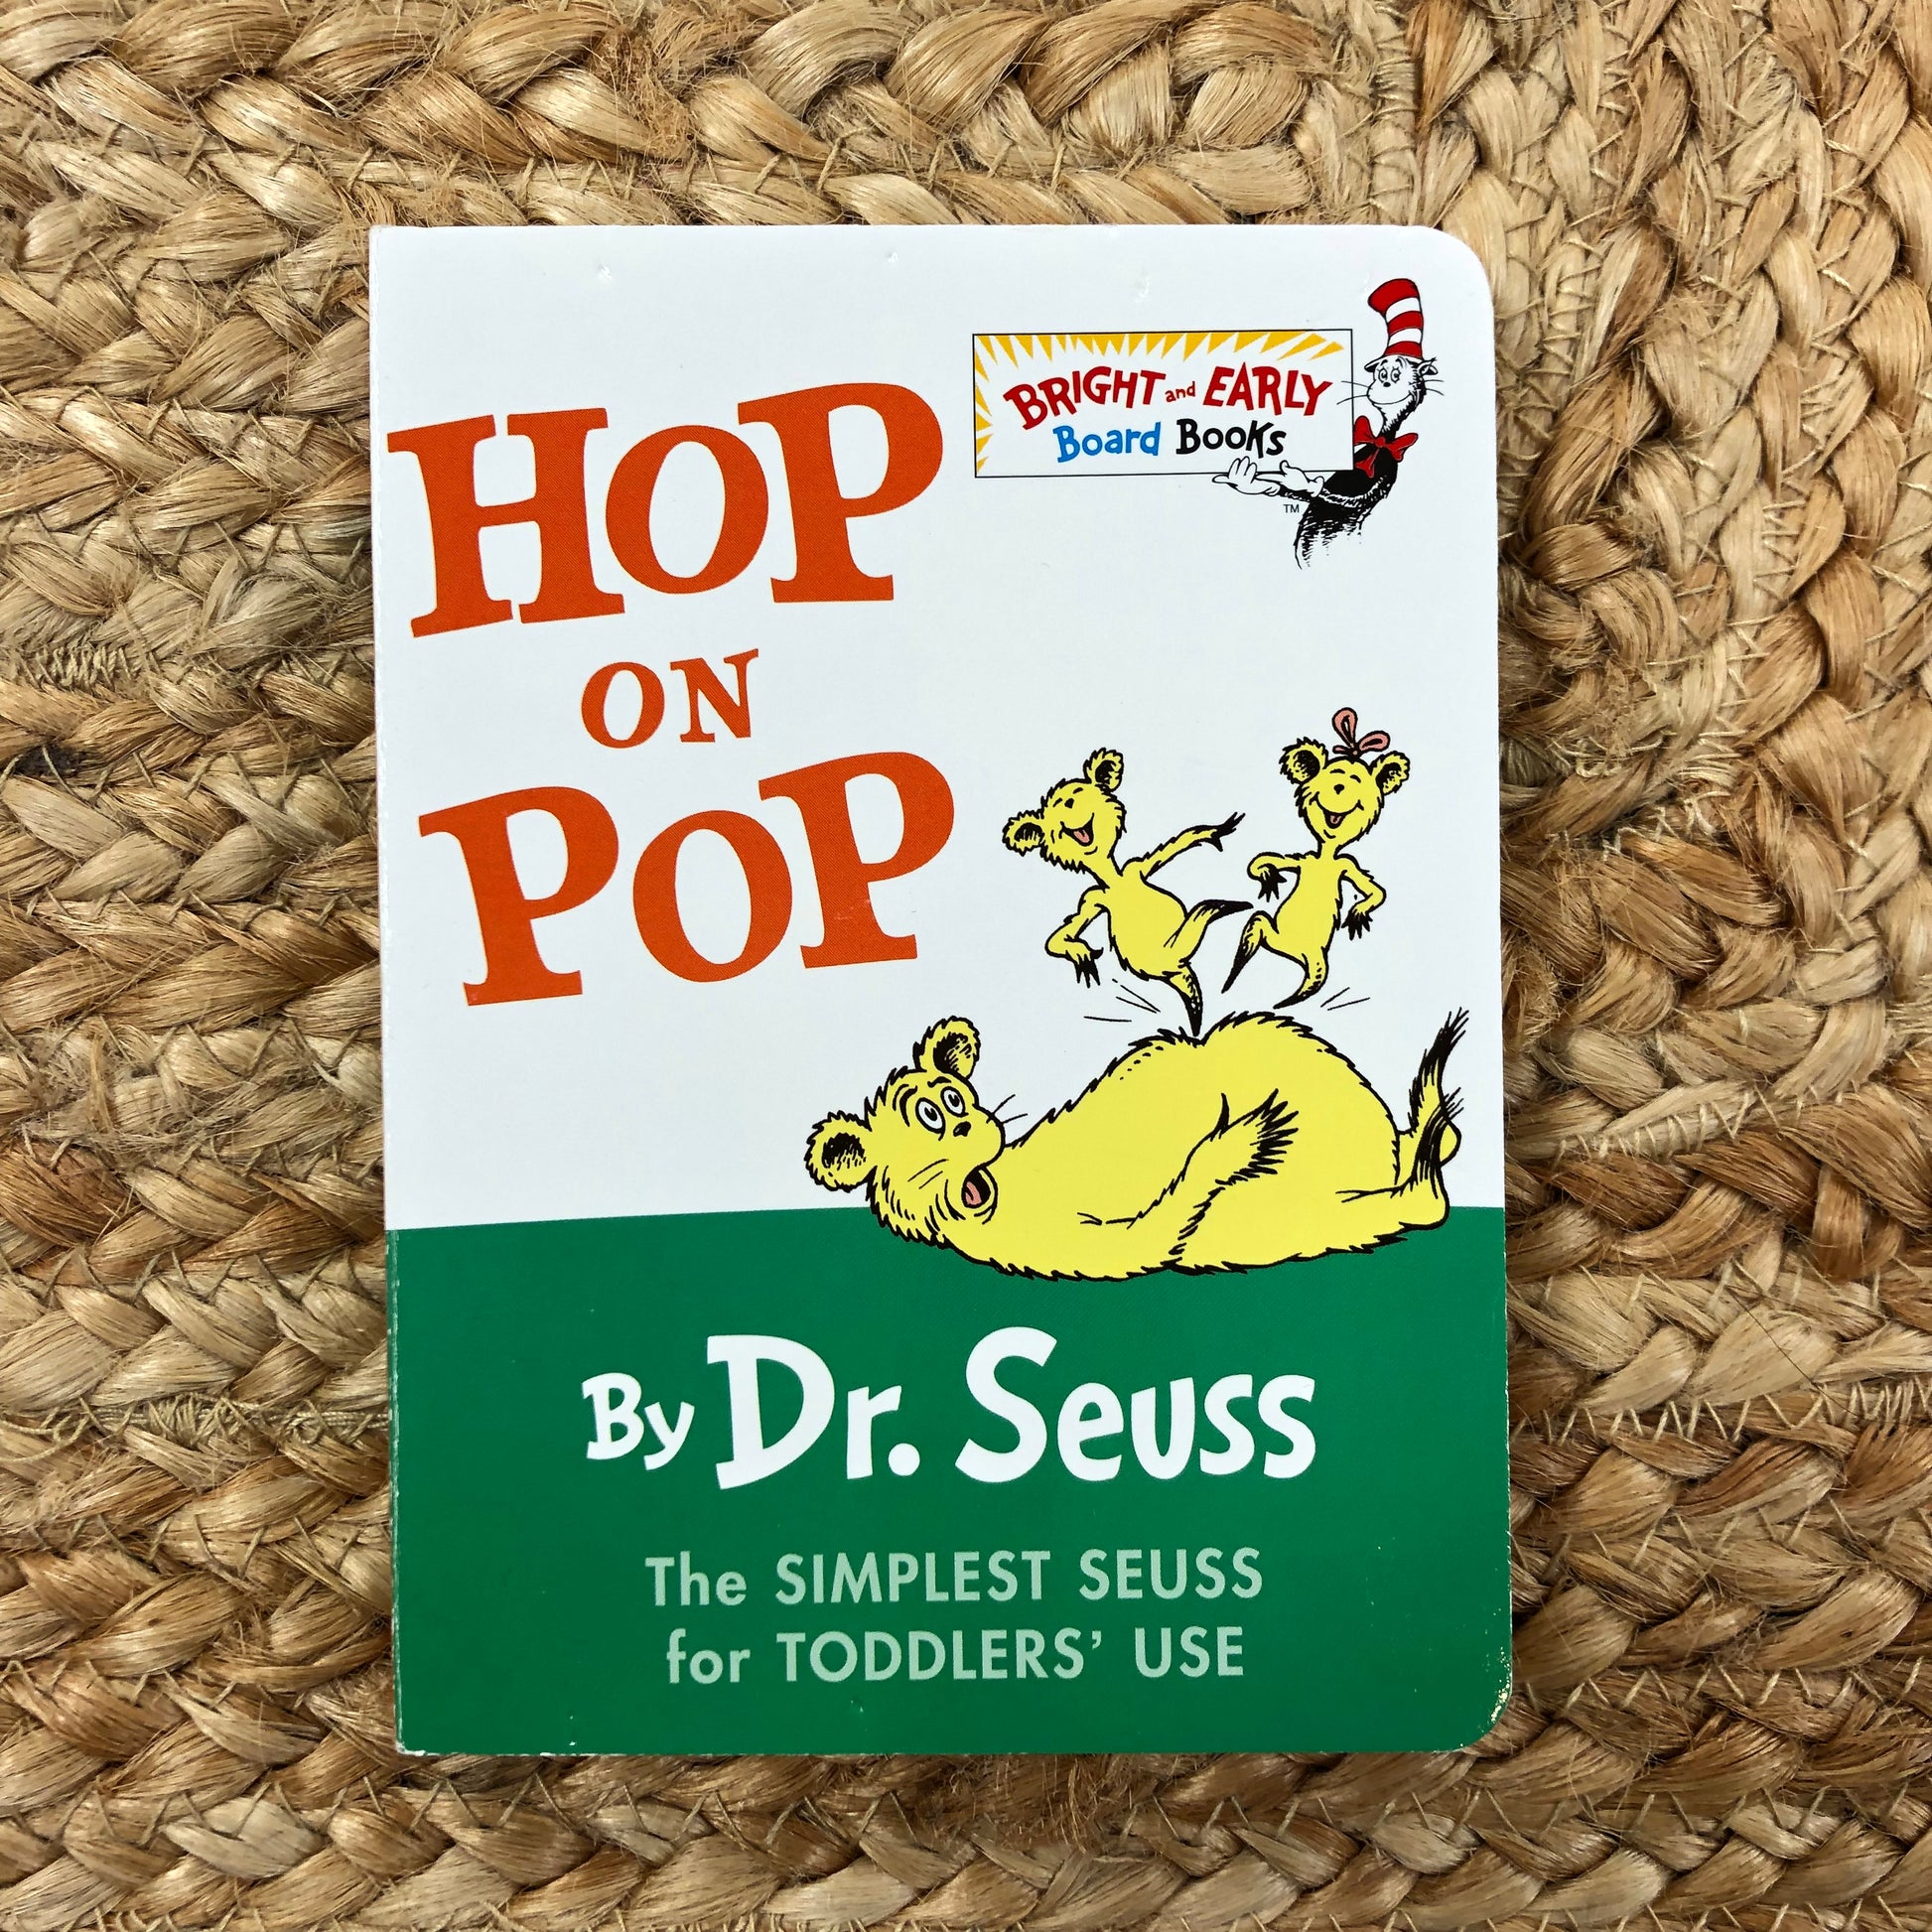 HOP
ON
POP
BRIGHT and EARLY
Board Books
TM
By Dr. Seuss
The SIMPLEST SEUSS
for TODDLERS' USE